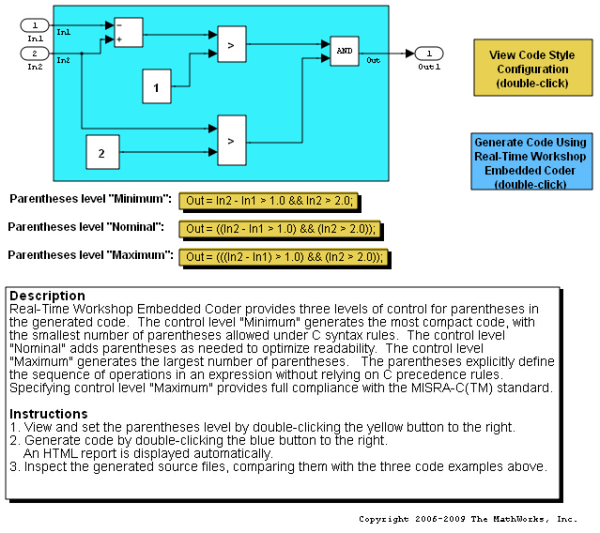 1
In1
In1
2
In2
In2
−
+
>
1
>
2
AND
Out
1
Out1
View Code Style
Configuration
(double-click)
Generate Code Using
Real-Time Workshop
Embedded Coder
(double-click)
Parentheses level "Minimum": Out = In2 - In1 > 1.0 && In2 > 2.0;
Parentheses level "Nominal": Out = ((In2 - In1 > 1.0) && (In2 > 2.0));
Parentheses level "Maximum": Out = (((In2 - In1) > 1.0) && (In2 > 2.0));
Description
Real-Time Workshop Embedded Coder provides three levels of control for parentheses in
the generated code. The control level "Minimum" generates the most compact code, with
the smallest number of parentheses allowed under C syntax rules. The control level
"Nominal" adds parentheses as needed to optimize readability. The control level
"Maximum" generates the largest number of parentheses. The parentheses explicitly define
the sequence of operations in an expression without relying on C precedence rules.
Specifying control level "Maximum" provides full compliance with the MISRA-C(TM) standard.
Instructions
1. View and set the parentheses level by double-clicking the yellow button to the right.
2. Generate code by double-clicking the blue button to the right.
An HTML report is displayed automatically.
3. Inspect the generated source files, comparing them with the three code examples above.
Copyright 2006-2009 The MathWorks, Inc.